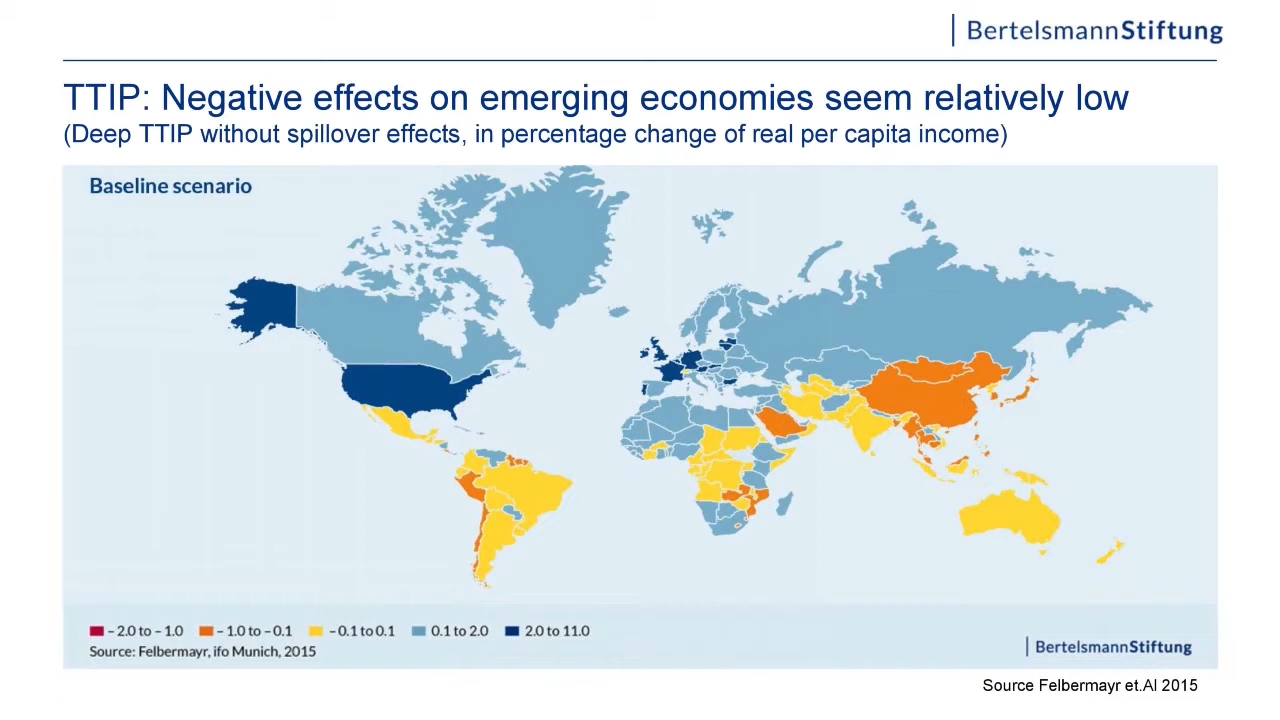 BertelsmannStiftung
TTIP: Negative effects on emerging economies seem relatively low
(Deep TTIP without spillover effects, in percentage change of real per capita income)
Baseline scenario
– 2.0 to – 1.0 – 1.0 to – 0.1 – 0.1 to 0.1 0.1 to 2.0 2.0 to 11.0
Source: Felbermayr, ifo Munich, 2015
BertelsmannStiftung
Source Felbermayr et.Al 2015